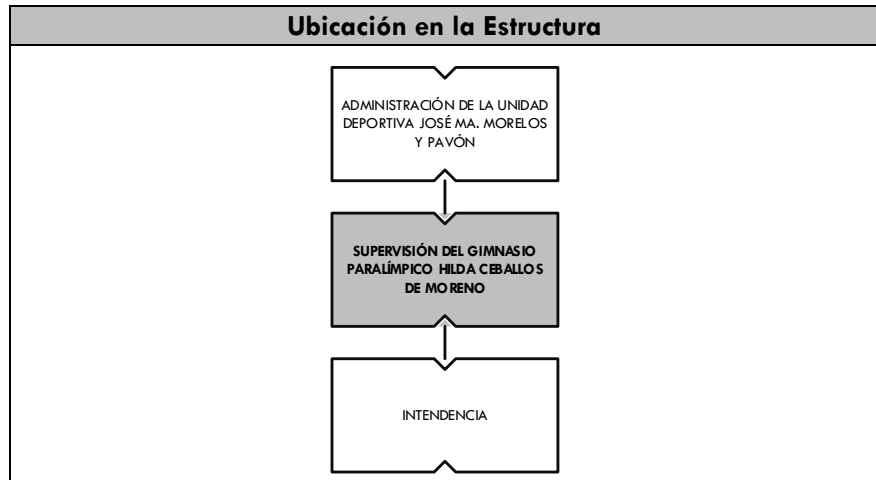 Ubicación en la Estructura
ADMINISTRACIÓN DE LA UNIDAD
DEPORTIVA JOSÉ MA. MORELOS
Y PAVÓN
SUPERVISIÓN DEL GIMNASIO
PARALÍMPICO HILDA CEBALLOS
DE MORENO
INTENDENCIA